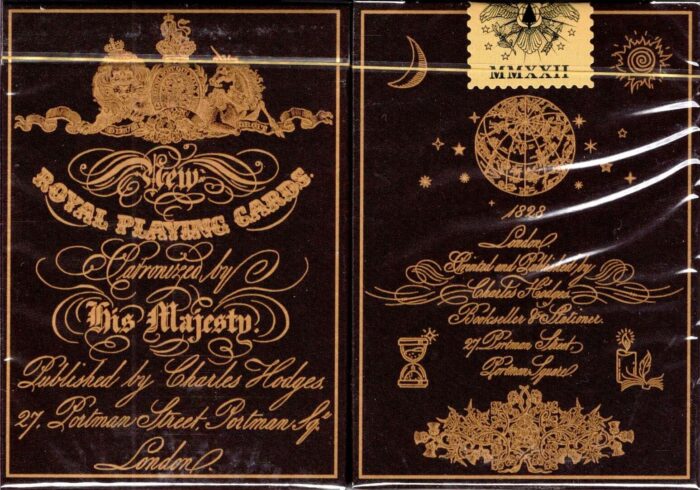 New
ROYAL PLAYING CARDS.
Patronized by
His Majesty.
Published by Charles Hodges.
27. Portman Street. Portman Sqr.
London.
MMXXII
1828
London.
Printed and Published by
Charles Hodges.
Bookseller & Stationer.
27. Portman Street.
Portman Square.